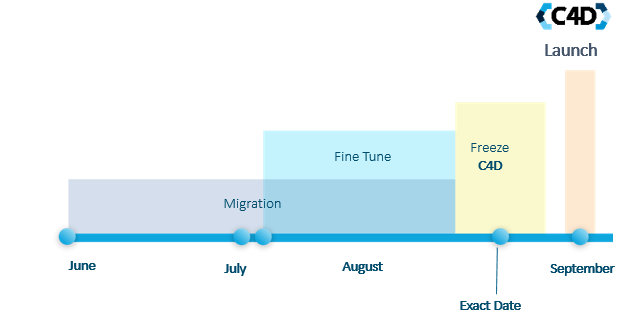 C4D
Launch
Fine Tune
Freeze
C4D
Migration
June
July
August
September
Exact Date